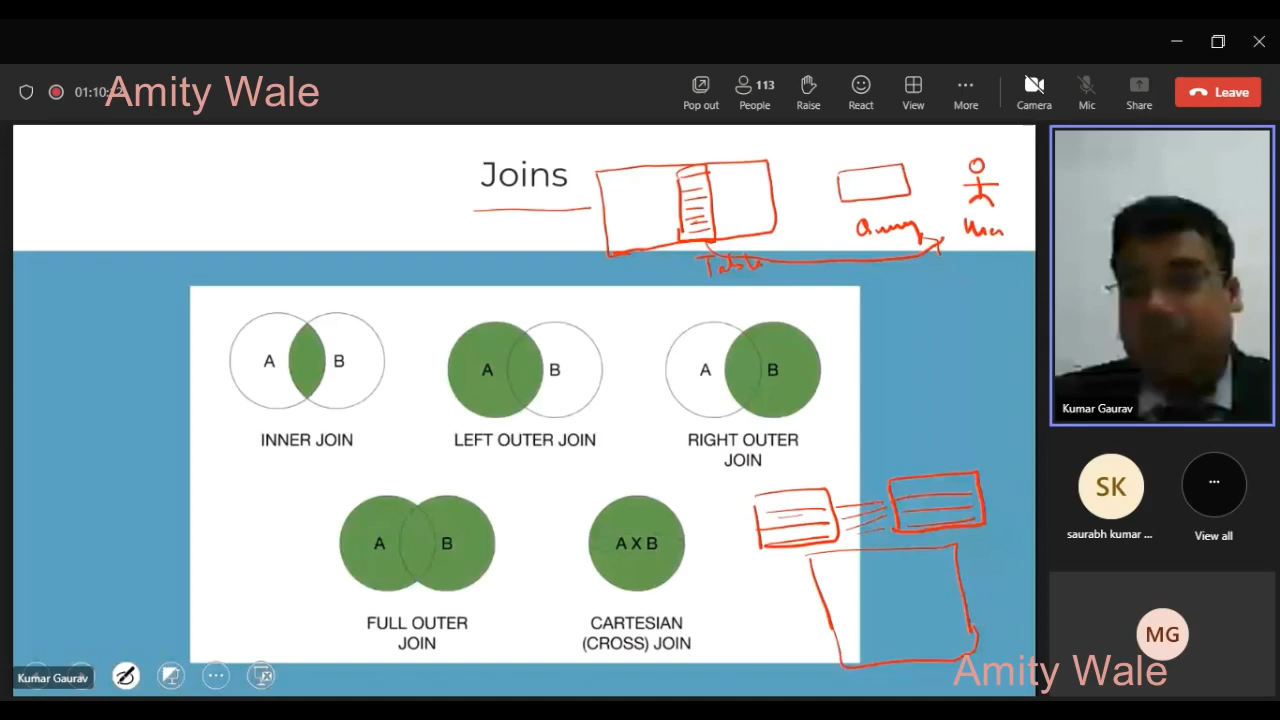 01:10:
Amity Wale
Pop out
113
People
Raise
React
View
More
Camera
Mic
Share
Leave
Joins
Table
Query
User
A
B
INNER JOIN
A
B
LEFT OUTER JOIN
A
B
RIGHT OUTER
JOIN
A
B
FULL OUTER
JOIN
A X B
CARTESIAN
(CROSS) JOIN
Kumar Gaurav
Kumar Gaurav
SK
saurabh kumar ...
...
View all
MG
Amity Wale